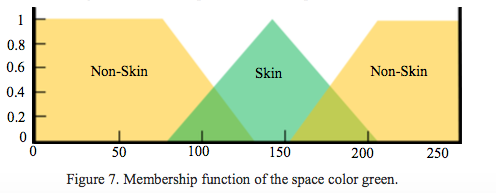 1
0.8
0.6
0.4
0.2
0
Non-Skin Skin Non-Skin
0 50 100 150 200 250
Figure 7. Membership function of the space color green.